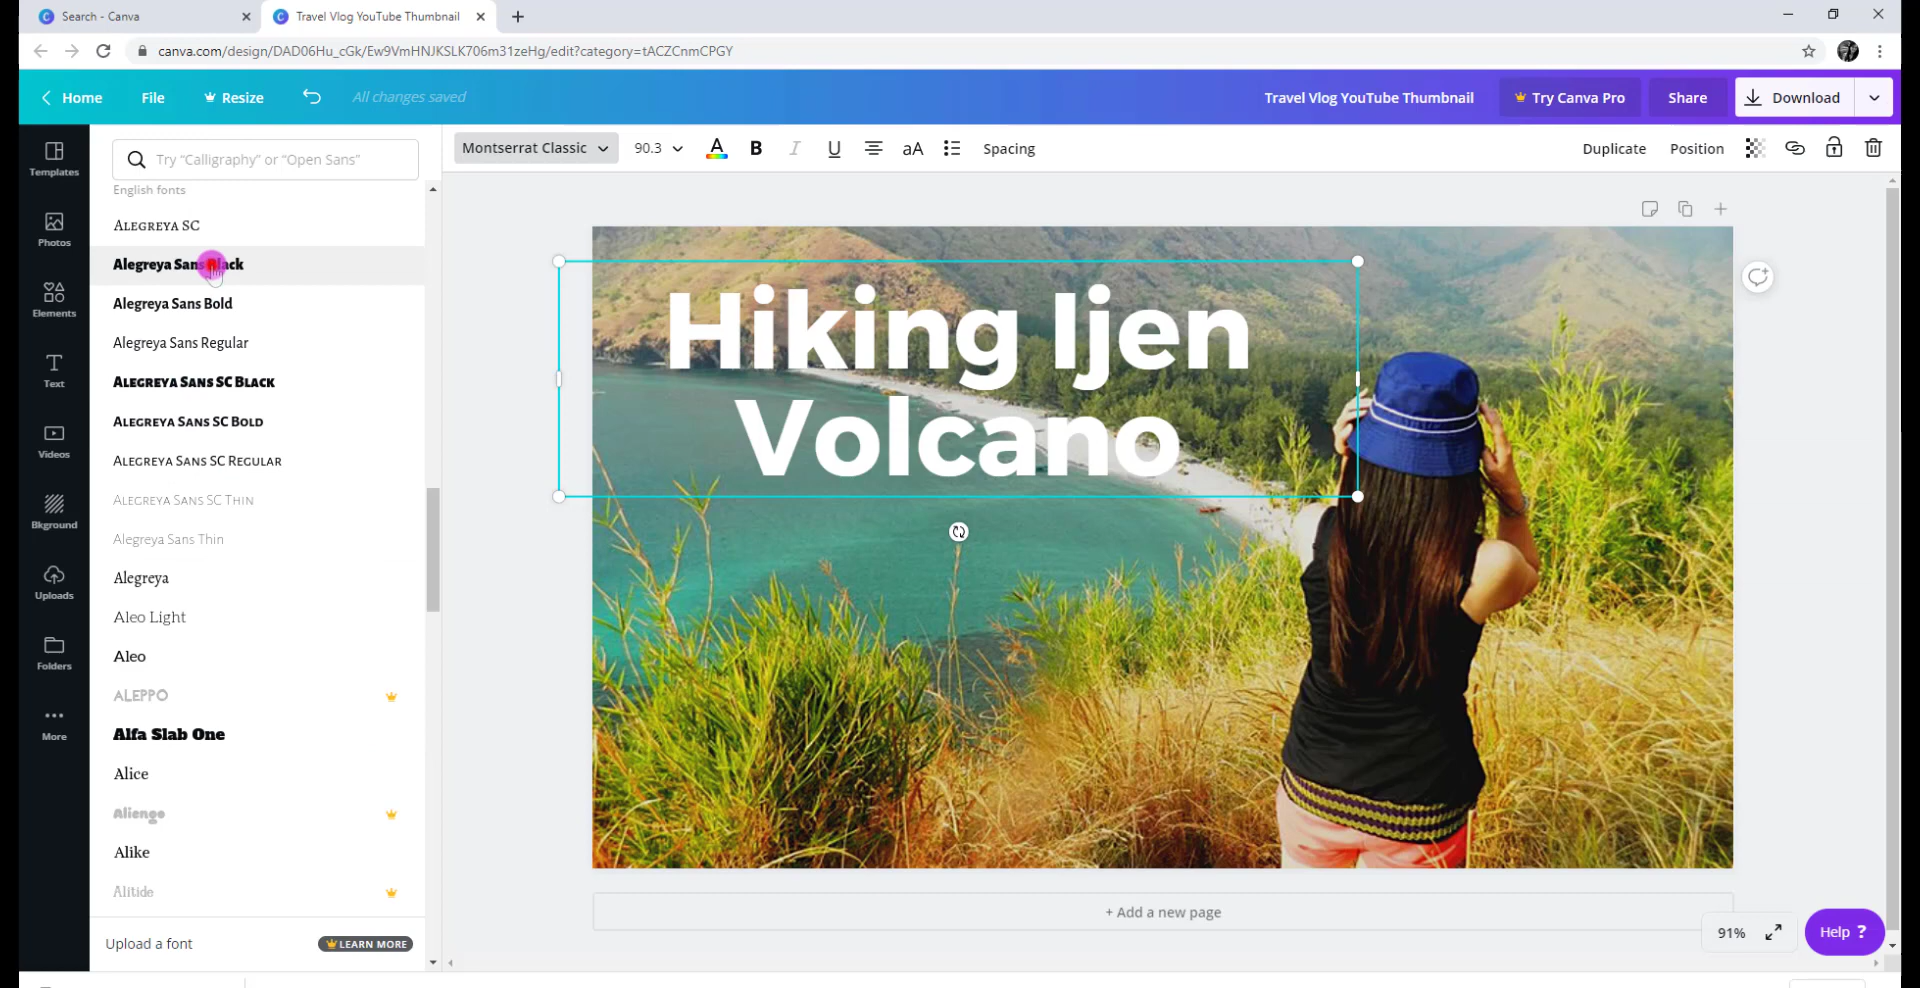 Search - Canva
Travel Vlog YouTube Thumbnail
canva.com/design/DAD06Hu_cGk/Ew9VmHNJKSLK706m31zeHg/edit?category=tACZCnmCPGY
Home
File
Resize
All changes saved
Travel Vlog YouTube Thumbnail
Try Canva Pro
Share
Download
Templates
Photos
Elements
Text
Videos
Bkground
Uploads
Folders
More
Try “Calligraphy” or “Open Sans”
English fonts
ALEGREYA SC
Alegreya Sans Black
Alegreya Sans Bold
Alegreya Sans Regular
ALEGREYA SANS SC BLACK
ALEGREYA SANS SC BOLD
ALEGREYA SANS SC REGULAR
ALEGREYA SANS SC THIN
Alegreya Sans Thin
Alegreya
Aleo Light
Aleo
ALEPPO
Alfa Slab One
Alice
Aliengo
Alike
Alitide
Upload a font
LEARN MORE
Montserrat Classic
90.3
A
B
I
U
aA
Spacing
Duplicate
Position
Hiking Ijen
Volcano
+ Add a new page
91%
Help ?